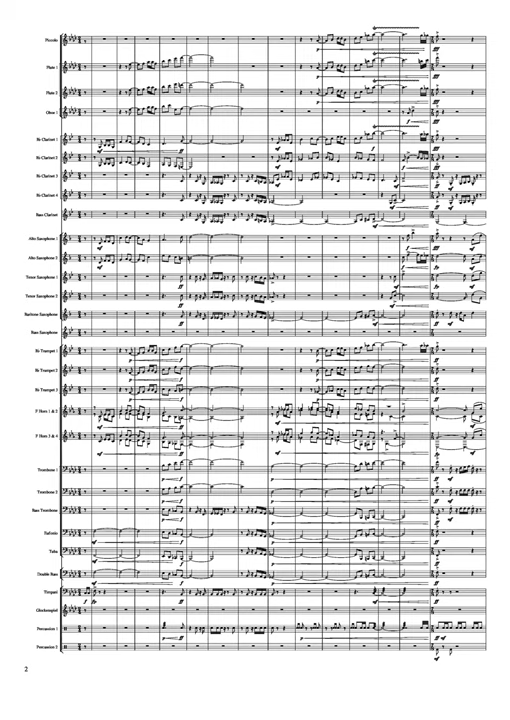 Piccolo
Flute 1
Flute 2
Oboe 1
B♭ Clarinet 1
B♭ Clarinet 2
B♭ Clarinet 3
B♭ Clarinet 4
Bass Clarinet
Alto Saxophone 1
Alto Saxophone 2
Tenor Saxophone 1
Tenor Saxophone 2
Baritone Saxophone
Bass Saxophone
B♭ Trumpet 1
B♭ Trumpet 2
B♭ Trumpet 3
F Horn 1 & 2
F Horn 3 & 4
Trombone 1
Trombone 2
Bass Trombone
Euphonium
Tuba
Double Bass
Timpani
Glockenspiel
Percussion 1
Percussion 2
2